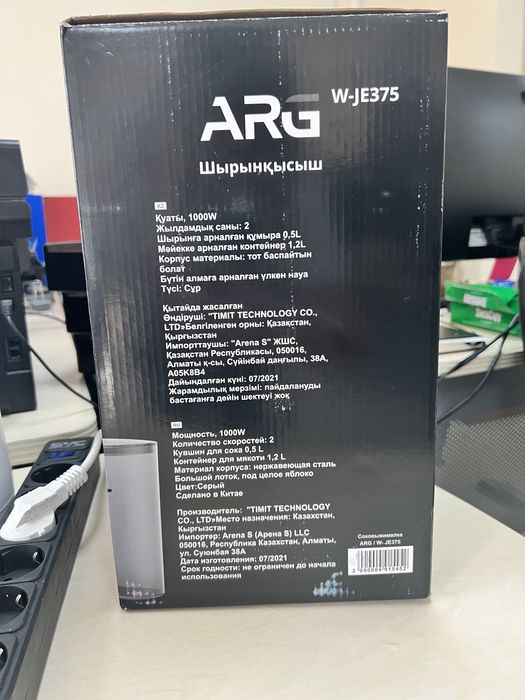 ARG W-JE375
Шырынқысыш
KZ
Қуаты, 1000W
Жылдамдық саны: 2
Шырынға арналған құмыра 0,5L
Мейекке арналған контейнер 1,2L
Корпус материалы: тот баспайтын
болат
Бүтін алмаға арналған үлкен науа
Түсі: Сұр
Қытайда жасалған
Өндіруші: "TIMIT TECHNOLOGY CO.,
LTD»Белгіленген орны: Қазақстан,
Қырғызстан
Импорттаушы: "Arena S" ЖШС,
Қазақстан Республикасы, 050016,
Алматы қ-сы, Сүйінбай даңғылы, 38А,
A05K8B4
Дайындалған күні: 07/2021
Жарамдылық мерзімі: пайдалануды
бастағанға дейін шектеуі жоқ
RU
Мощность, 1000W
Количество скоростей: 2
Кувшин для сока 0,5 L
Контейнер для мякоти 1,2 L
Материал корпуса: нержавеющая сталь
Большой лоток, под целое яблоко
Цвет:Серый
Сделано в Китае
Производитель: "TIMIT TECHNOLOGY
CO., LTD»Место назначения: Казахстан,
Кыргызстан
Импортер: Arena S (Арена S) LLC
050016, Республика Казахстан, Алматы,
ул. Суюнбая 38А
Дата изготовления: 07/2021
Срок годности: не ограничен до начала
использования
Соковыжималка
ARG / W- JE375
2 000004 915452
SVC